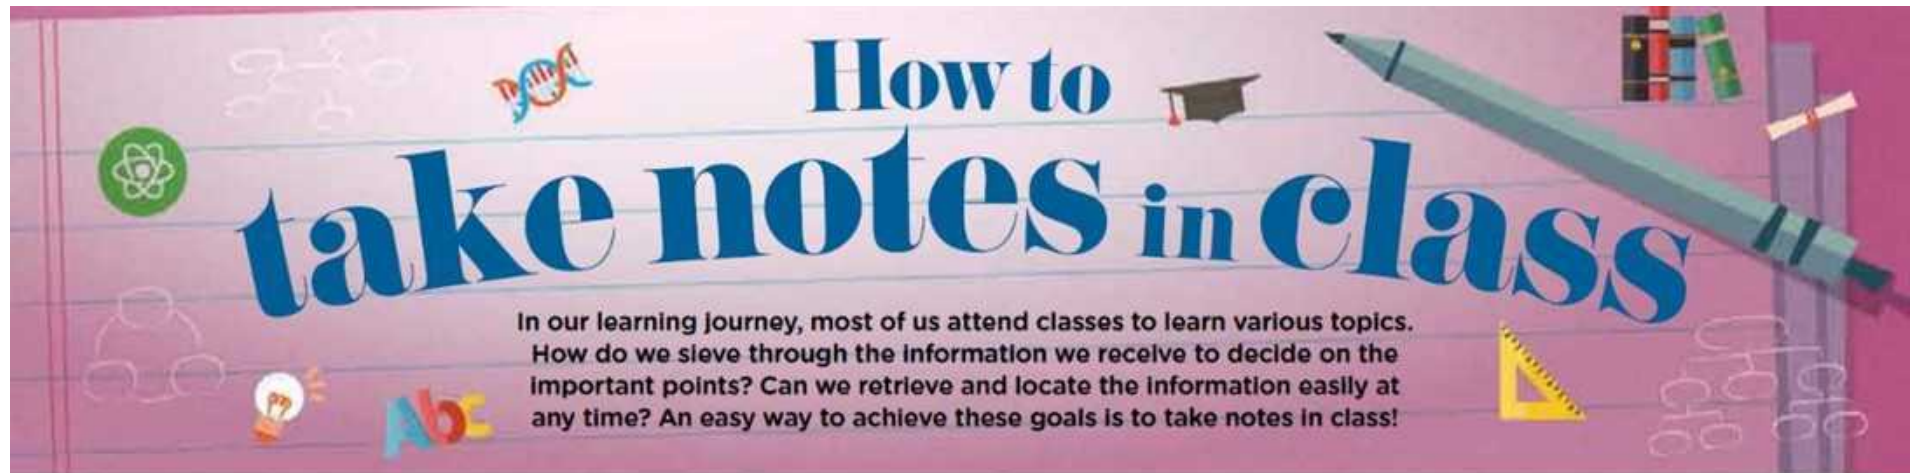 How to
take notes in class
In our learning journey, most of us attend classes to learn various topics.
How do we sieve through the information we receive to decide on the
important points? Can we retrieve and locate the information easily at
any time? An easy way to achieve these goals is to take notes in class!
Abc